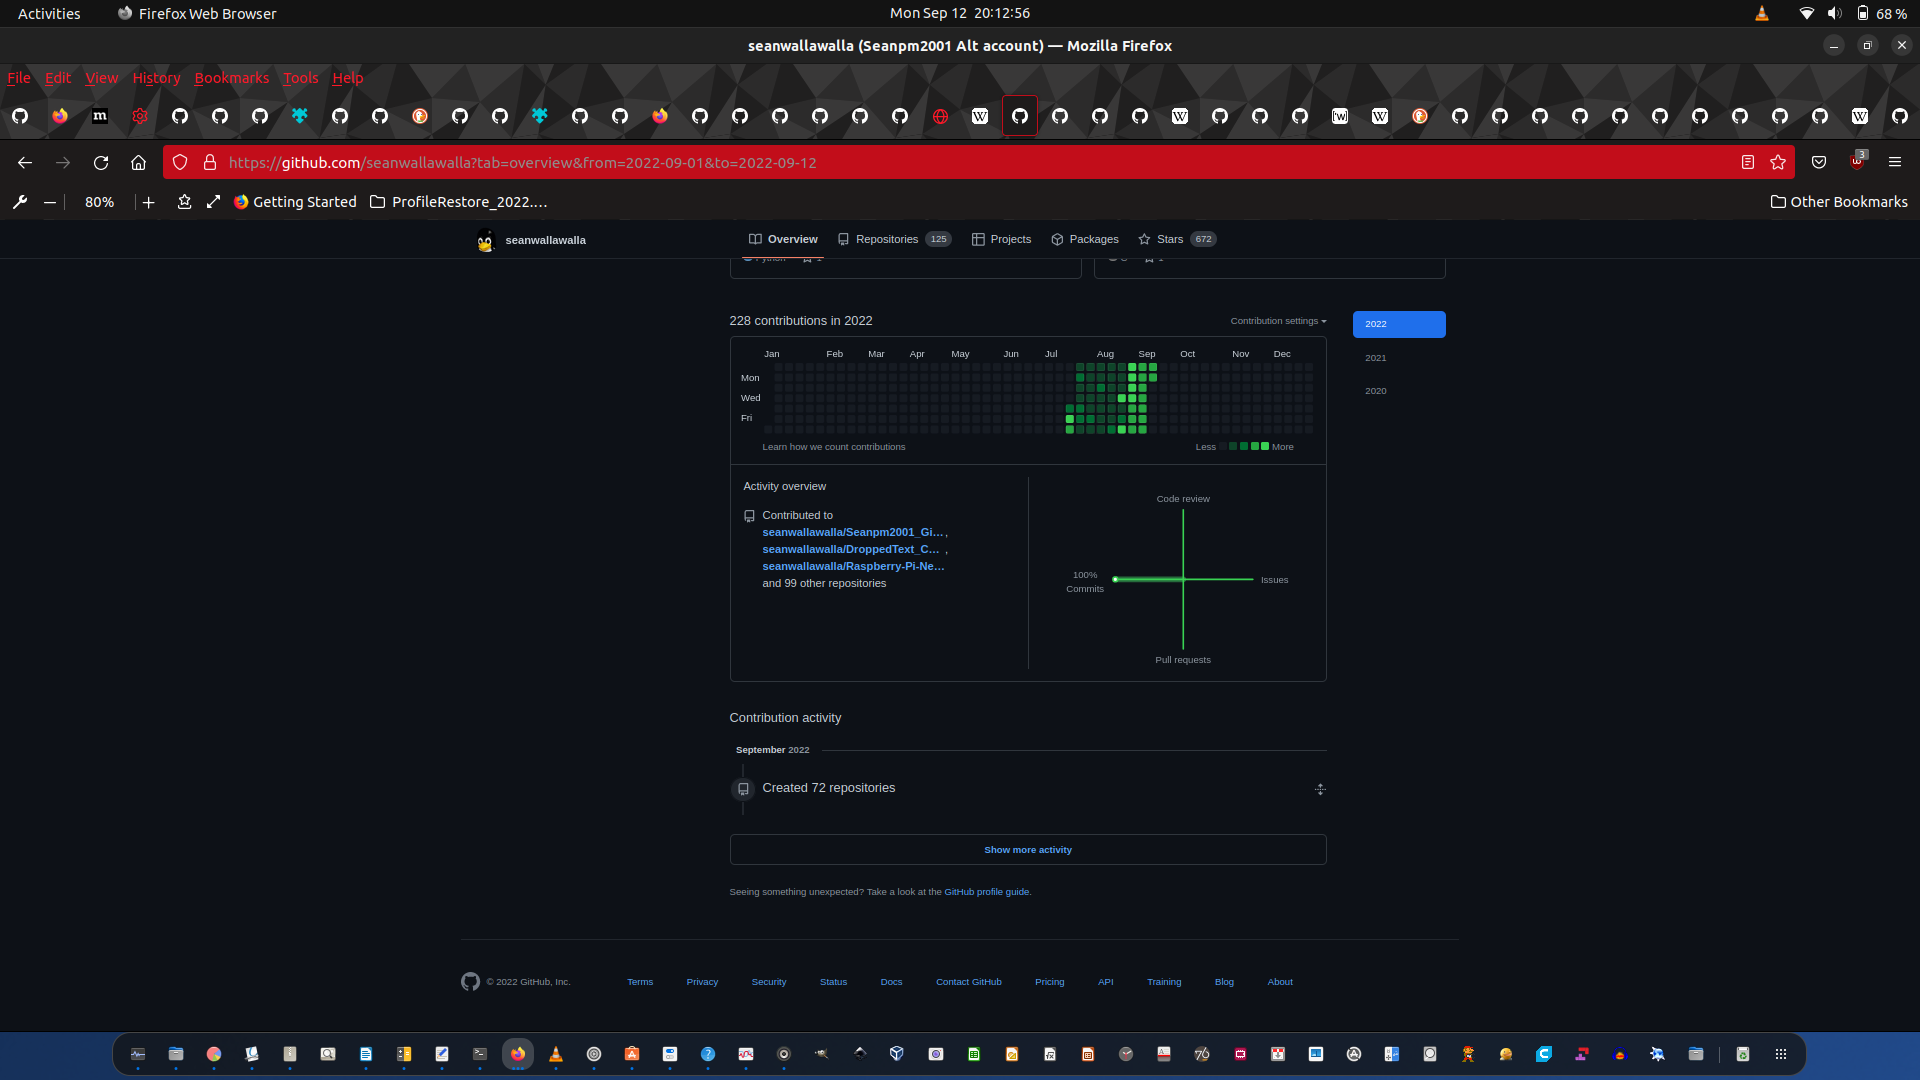 Activities
Firefox Web Browser
Mon Sep 12 20:12:56
68 %
seanwallawalla (Seanpm2001 Alt account) — Mozilla Firefox
File Edit View History Bookmarks Tools Help
https://github.com/seanwallawalla?tab=overview&from=2022-09-01&to=2022-09-12
3
80%
Getting Started
ProfileRestore_2022....
Other Bookmarks
seanwallawalla
Overview
Repositories 125
Projects
Packages
Stars 672
228 contributions in 2022
Contribution settings
2022
2021
2020
Jan Feb Mar Apr May Jun Jul Aug Sep Oct Nov Dec
Mon
Wed
Fri
Learn how we count contributions
Less
More
Activity overview
Contributed to
seanwallawalla/Seanpm2001_Gi… ,
seanwallawalla/DroppedText_C… ,
seanwallawalla/Raspberry-Pi-Ne…
and 99 other repositories
Code review
100%
Commits
Issues
Pull requests
Contribution activity
September 2022
Created 72 repositories
Show more activity
Seeing something unexpected? Take a look at the GitHub profile guide.
© 2022 GitHub, Inc.
Terms
Privacy
Security
Status
Docs
Contact GitHub
Pricing
API
Training
Blog
About